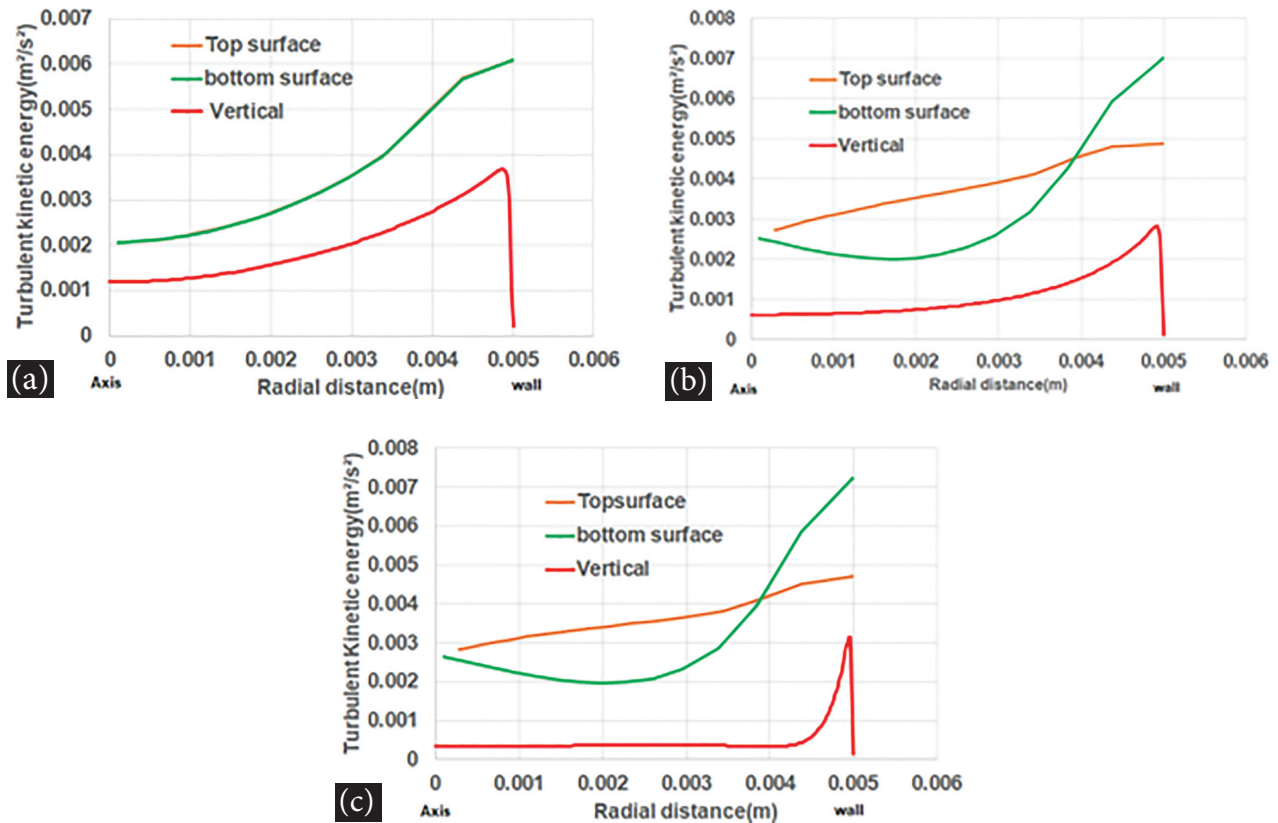 0.007
0.006
0.005
0.004
0.003
0.002
0.001
0
Turbulent kinetic energy(m²/s²)
Top surface
bottom surface
Vertical
0 0.001 0.002 0.003 0.004 0.005 0.006
Axis Radial distance(m) wall
(a)
0.008
0.007
0.006
0.005
0.004
0.003
0.002
0.001
0
Turbulent kinetic energy(m²/s²)
Top surface
bottom surface
Vertical
0 0.001 0.002 0.003 0.004 0.005 0.006
Axis Radial distance(m) wall
(b)
0.008
0.007
0.006
0.005
0.004
0.003
0.002
0.001
0
Turbulent Kinetic energy(m²/s²)
Topsurface
bottom surface
Vertical
0 0.001 0.002 0.003 0.004 0.005 0.006
Axis Radial distance(m) wall
(c)